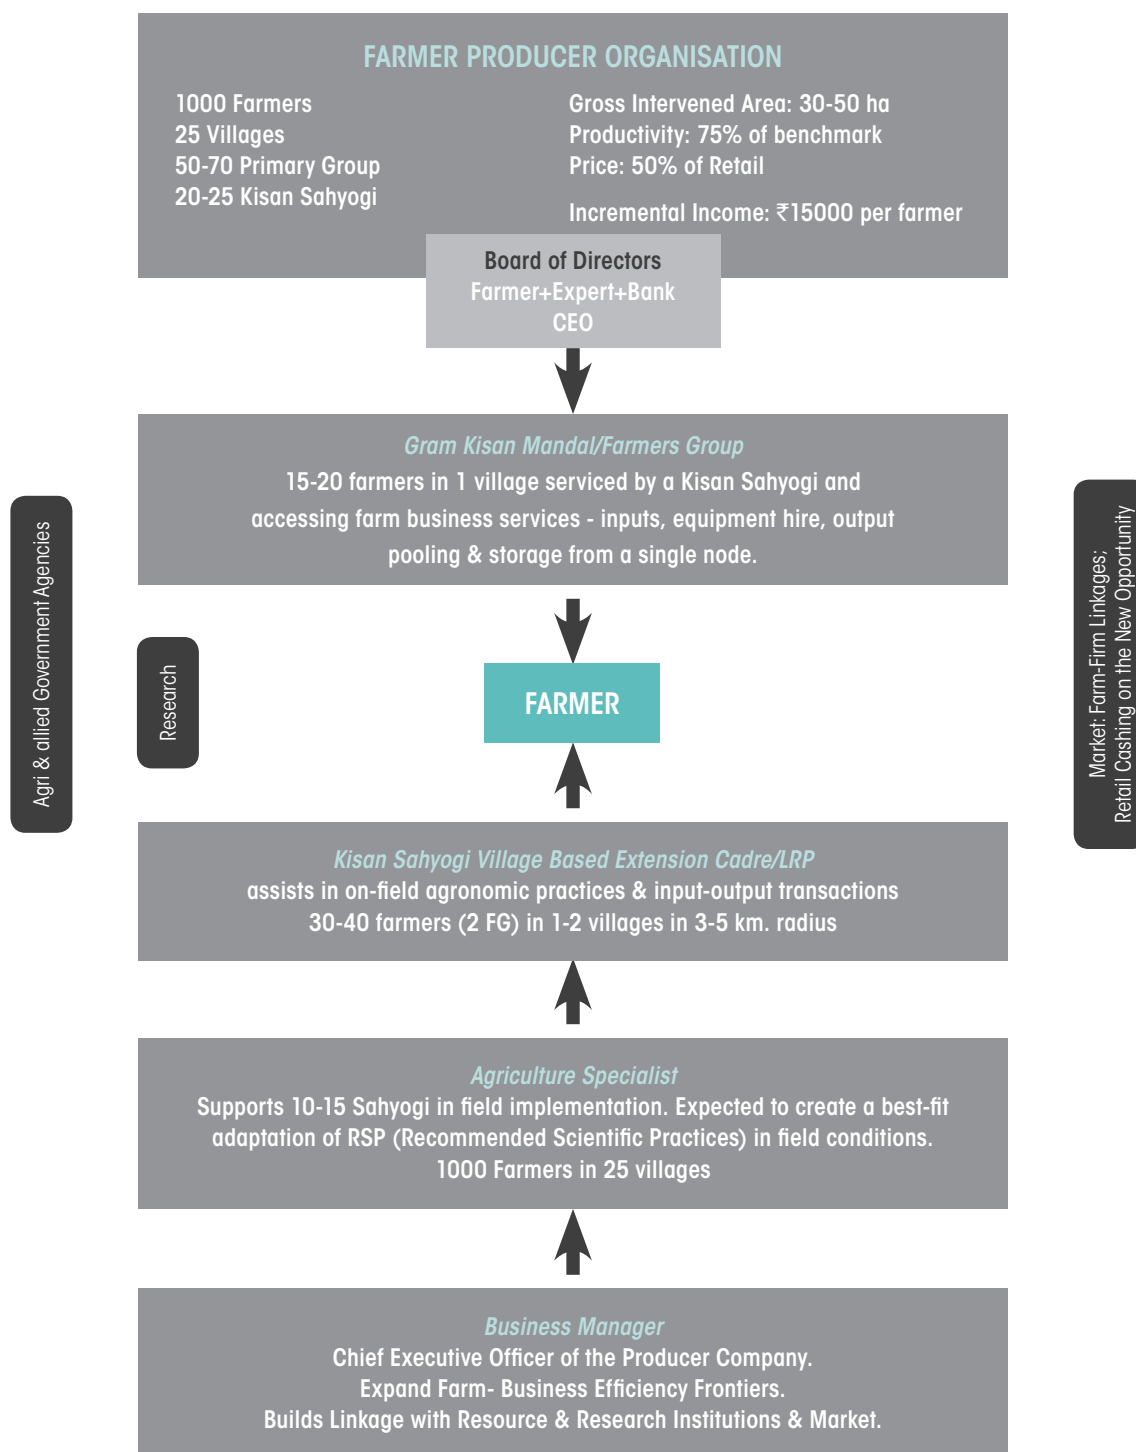 FARMER PRODUCER ORGANISATION
1000 Farmers
25 Villages
50-70 Primary Group
20-25 Kisan Sahyogi
Gross Intervened Area: 30-50 ha
Productivity: 75% of benchmark
Price: 50% of Retail
Incremental Income: ₹15000 per farmer
Board of Directors
Farmer+Expert+Bank
CEO
Gram Kisan Mandal/Farmers Group
15-20 farmers in 1 village serviced by a Kisan Sahyogi and
accessing farm business services - inputs, equipment hire, output
pooling & storage from a single node.
Agri & allied Government Agencies
Research
FARMER
Market: Farm-Firm Linkages;
Retail Cashing on the New Opportunity
Kisan Sahyogi Village Based Extension Cadre/LRP
assists in on-field agronomic practices & input-output transactions
30-40 farmers (2 FG) in 1-2 villages in 3-5 km. radius
Agriculture Specialist
Supports 10-15 Sahyogi in field implementation. Expected to create a best-fit
adaptation of RSP (Recommended Scientific Practices) in field conditions.
1000 Farmers in 25 villages
Business Manager
Chief Executive Officer of the Producer Company.
Expand Farm- Business Efficiency Frontiers.
Builds Linkage with Resource & Research Institutions & Market.